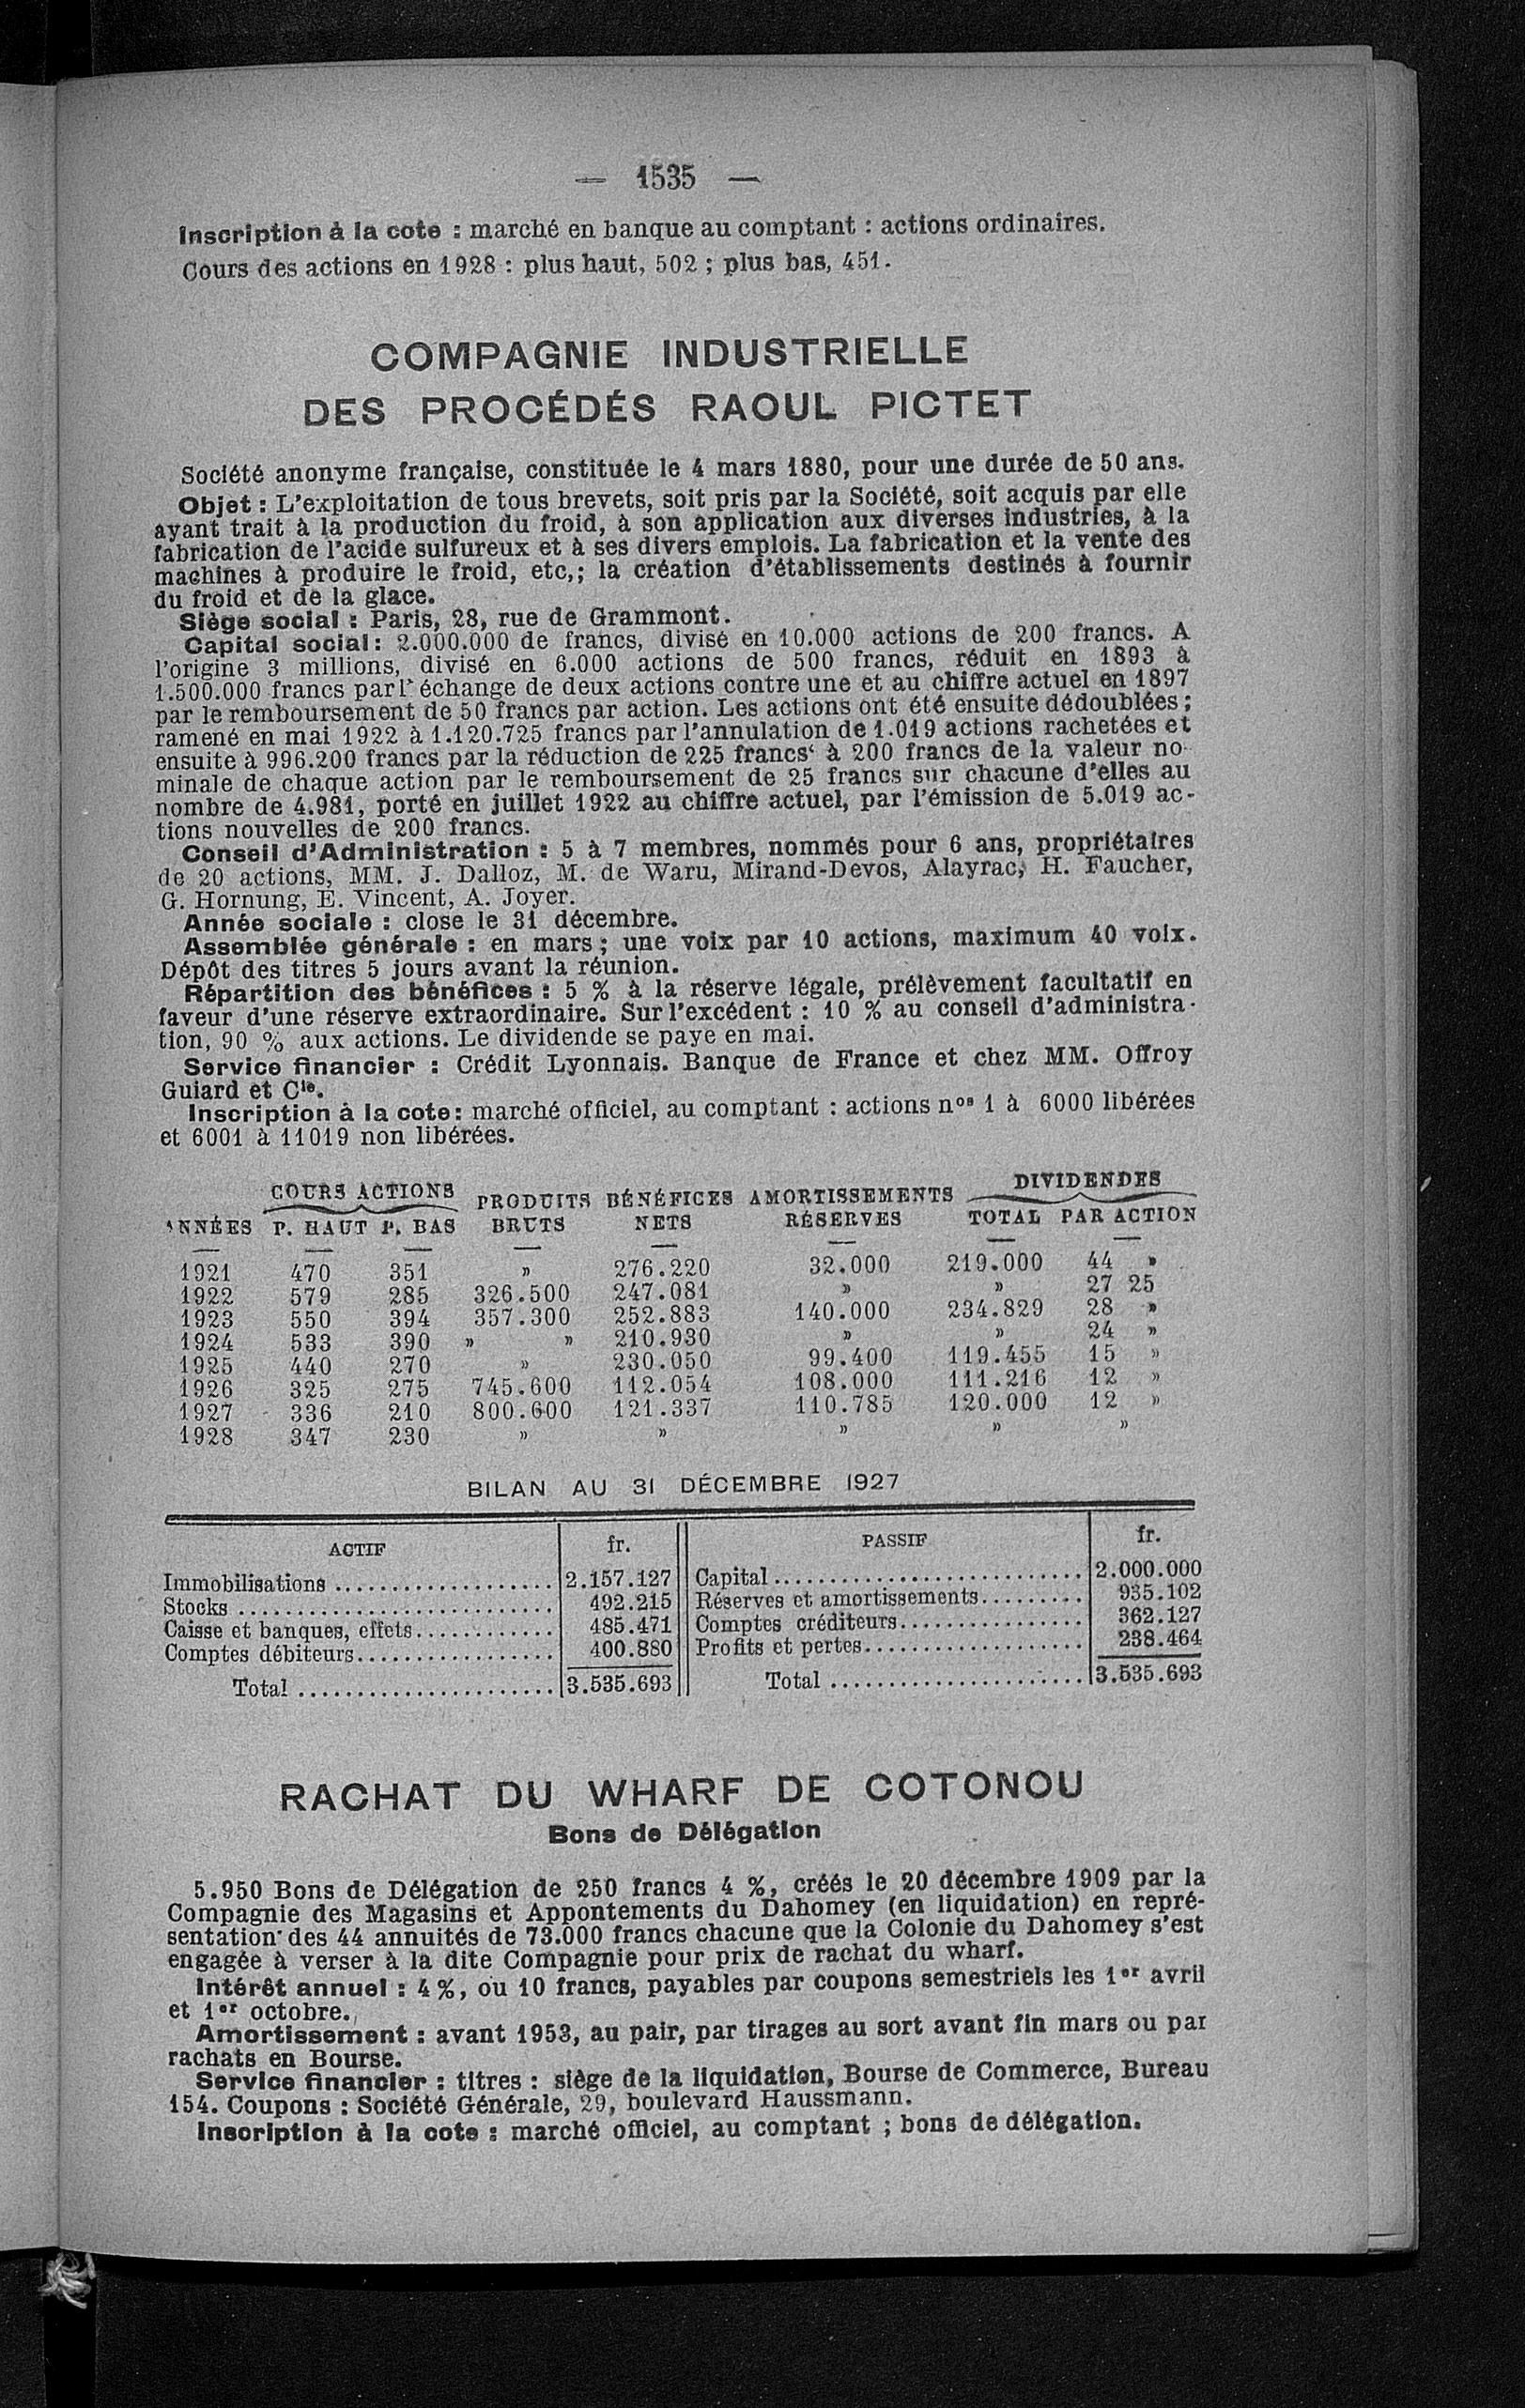 — 1535 —
Inscription à la cote : marché en banque au comptant : actions ordinaires.
Cours des actions en 1928 : plus haut, 502 ; plus bas, 451.
COMPAGNIE INDUSTRIELLE
DES PROCÉDÉS RAOUL PICTET
Société anonyme française, constituée le 4 mars 1880, pour une durée de 50 ans.
Objet : L'exploitation de tous brevets, soit pris par la Société, soit acquis par elle
ayant trait à la production du froid, à son application aux diverses industries, à la
fabrication de l'acide sulfureux et à ses divers emplois. La fabrication et la vente des
machines à produire le froid, etc,; la création d'établissements destinés à fournir
du froid et de la glace.
Siège social : Paris, 28, rue de Grammont.
Capital social : 2.000.000 de francs, divisé en 10.000 actions de 200 francs. A
l'origine 3 millions, divisé en 6.000 actions de 500 francs, réduit en 1893 à
1.500.000 francs par l'échange de deux actions contre une et au chiffre actuel en 1897
par le remboursement de 50 francs par action. Les actions ont été ensuite dédoublées ;
ramené en mai 1922 à 1.120.725 francs par l'annulation de 1.019 actions rachetées et
ensuite à 996.200 francs par la réduction de 225 francs' à 200 francs de la valeur no-
minale de chaque action par le remboursement de 25 francs sur chacune d'elles au
nombre de 4.981, porté en juillet 1922 au chiffre actuel, par l'émission de 5.019 ac-
tions nouvelles de 200 francs.
Conseil d'Administration : 5 à 7 membres, nommés pour 6 ans, propriétaires
de 20 actions, MM. J. Dalloz, M. de Waru, Mirand-Devos, Alayrac, H. Faucher,
G. Hornung, E. Vincent, A. Joyer.
Année sociale : close le 31 décembre.
Assemblée générale : en mars ; une voix par 10 actions, maximum 40 voix.
Dépôt des titres 5 jours avant la réunion.
Répartition des bénéfices : 5 % à la réserve légale, prélèvement facultatif en
faveur d'une réserve extraordinaire. Sur l'excédent : 10 % au conseil d'administra-
tion, 90 % aux actions. Le dividende se paye en mai.
Service financier : Crédit Lyonnais. Banque de France et chez MM. Offroy
Guiard et Cie.
Inscription à la cote : marché officiel, au comptant : actions nos 1 à 6000 libérées
et 6001 à 11019 non libérées.
COURS ACTIONS PRODUITS BÉNÉFICES AMORTISSEMENTS DIVIDENDES
ANNÉES P. HAUT P. BAS BRUTS NETS RÉSERVES TOTAL PAR ACTION
1921 470 351 » 276.220 32.000 219.000 44 »
1922 579 285 326.500 247.081 » » 27 25
1923 550 394 357.300 252.883 140.000 234.829 28 »
1924 533 390 » » 210.930 » » 24 »
1925 440 270 » 230.050 99.400 119.455 15 »
1926 325 275 745.600 112.054 108.000 111.216 12 »
1927 336 210 800.600 121.337 110.785 120.000 12 »
1928 347 230 » » » » »
BILAN AU 31 DÉCEMBRE 1927
ACTIF fr. PASSIF fr.
Immobilisations ................... 2.157.127 Capital ........................... 2.000.000
Stocks ........................... 492.215 Réserves et amortissements......... 935.102
Caisse et banques, effets............ 485.471 Comptes créditeurs................ 362.127
Comptes débiteurs................. 400.880 Profits et pertes................... 238.464
Total ...................... 3.535.693 Total ...................... 3.535.693
RACHAT DU WHARF DE COTONOU
Bons de Délégation
5.950 Bons de Délégation de 250 francs 4 %, créés le 20 décembre 1909 par la
Compagnie des Magasins et Appontements du Dahomey (en liquidation) en repré-
sentation des 44 annuités de 73.000 francs chacune que la Colonie du Dahomey s'est
engagée à verser à la dite Compagnie pour prix de rachat du wharf.
Intérêt annuel : 4 %, ou 10 francs, payables par coupons semestriels les 1er avril
et 1er octobre.
Amortissement : avant 1953, au pair, par tirages au sort avant fin mars ou par
rachats en Bourse.
Service financier : titres : siège de la liquidation, Bourse de Commerce, Bureau
154. Coupons : Société Générale, 29, boulevard Haussmann.
Inscription à la cote : marché officiel, au comptant ; bons de délégation.